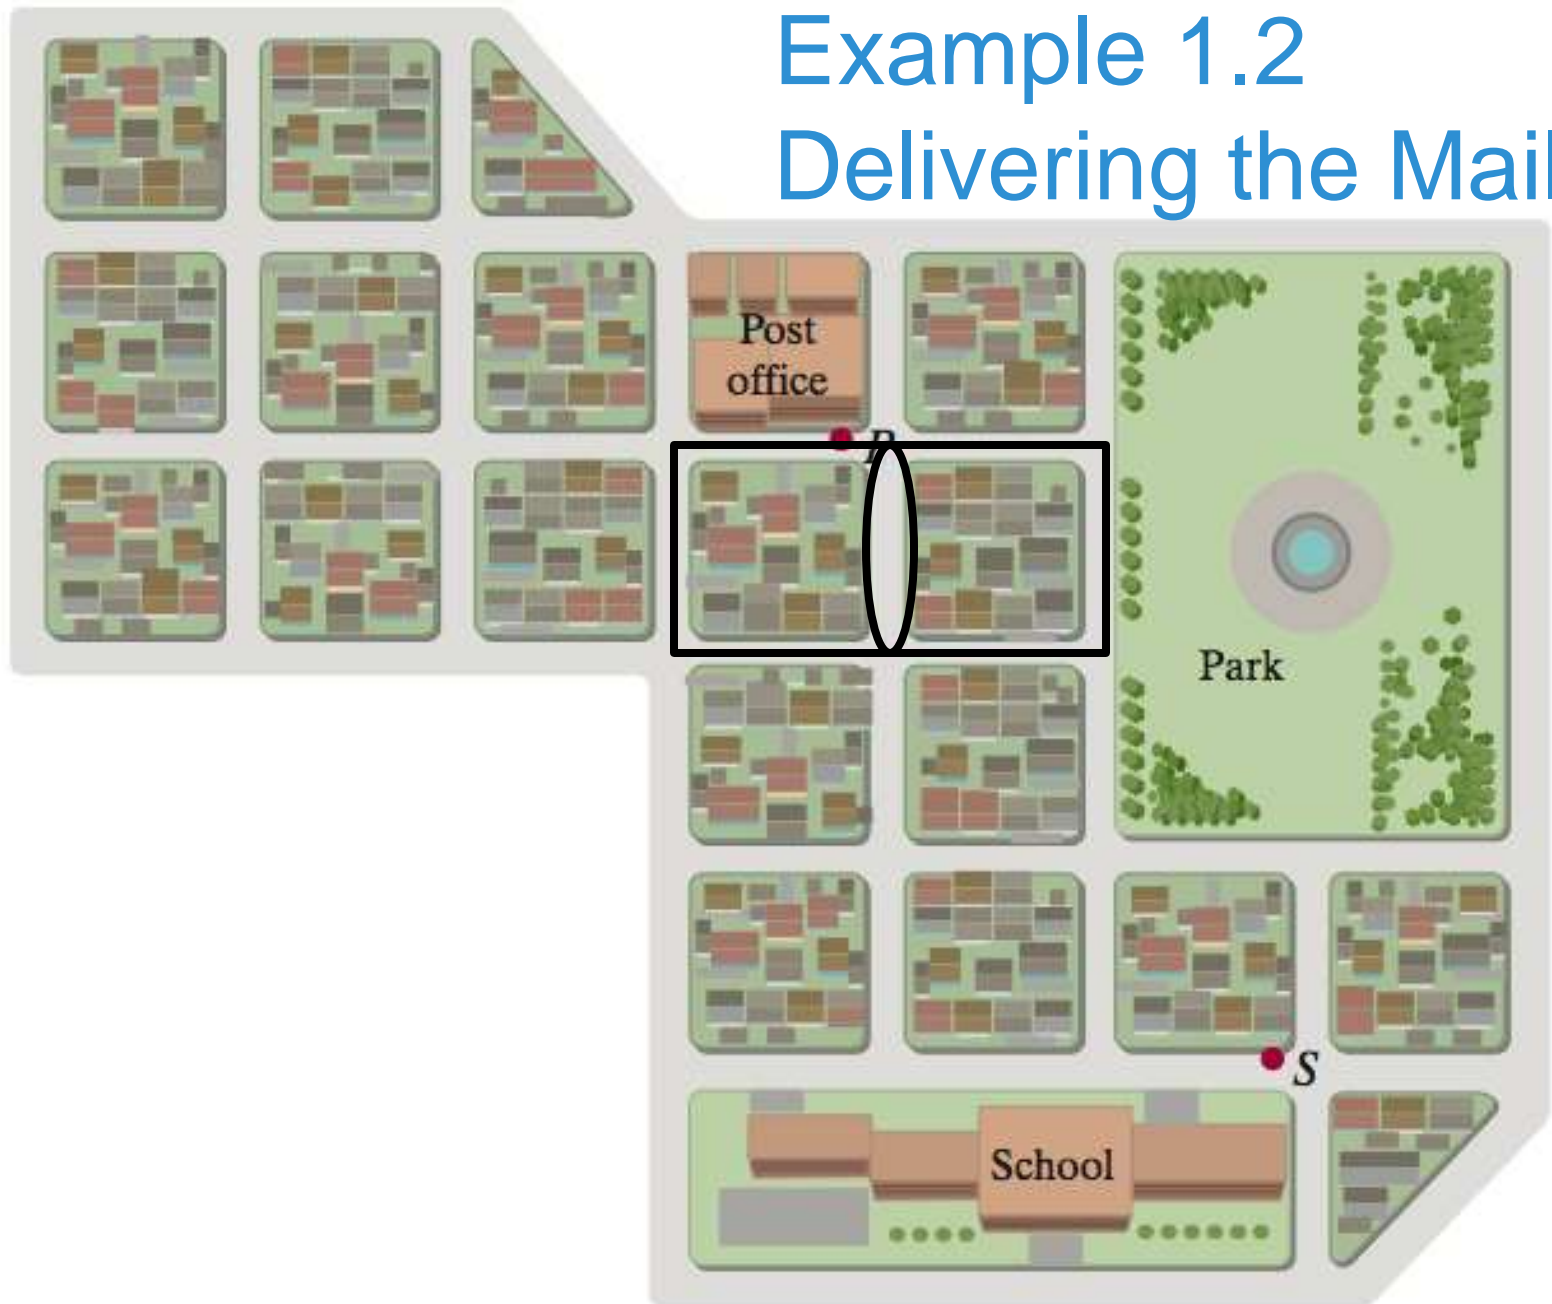 Example 1.2
Delivering the Mail
Post
office
P
Park
S
School